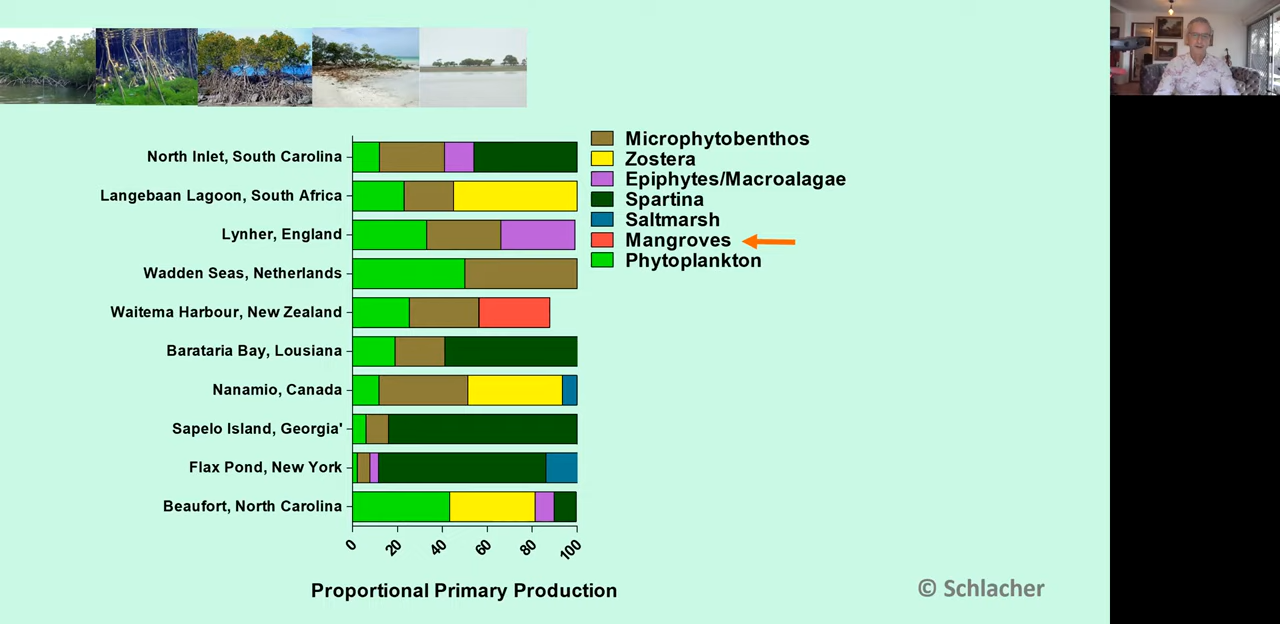 Microphytobenthos
Zostera
Epiphytes/Macroalagae
Spartina
Saltmarsh
Mangroves
Phytoplankton
North Inlet, South Carolina
Langebaan Lagoon, South Africa
Lynher, England
Wadden Seas, Netherlands
Waitema Harbour, New Zealand
Barataria Bay, Lousiana
Nanamio, Canada
Sapelo Island, Georgia'
Flax Pond, New York
Beaufort, North Carolina
0 20 40 60 80 100
Proportional Primary Production
© Schlacher